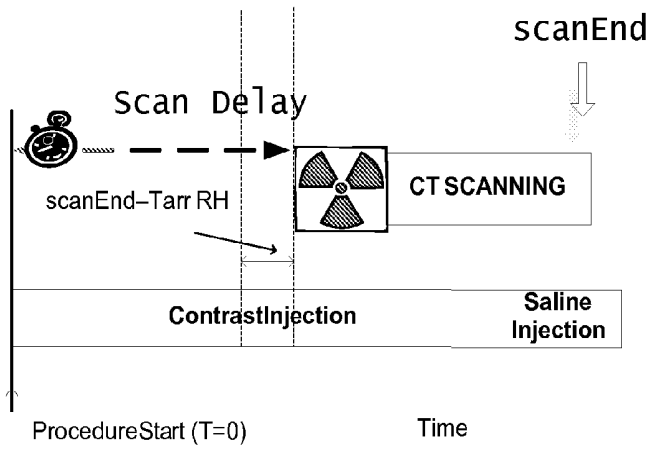 scanEnd
Scan Delay
scanEnd–Tarr RH
CT SCANNING
ContrastInjection
Saline
Injection
ProcedureStart (T=0)
Time